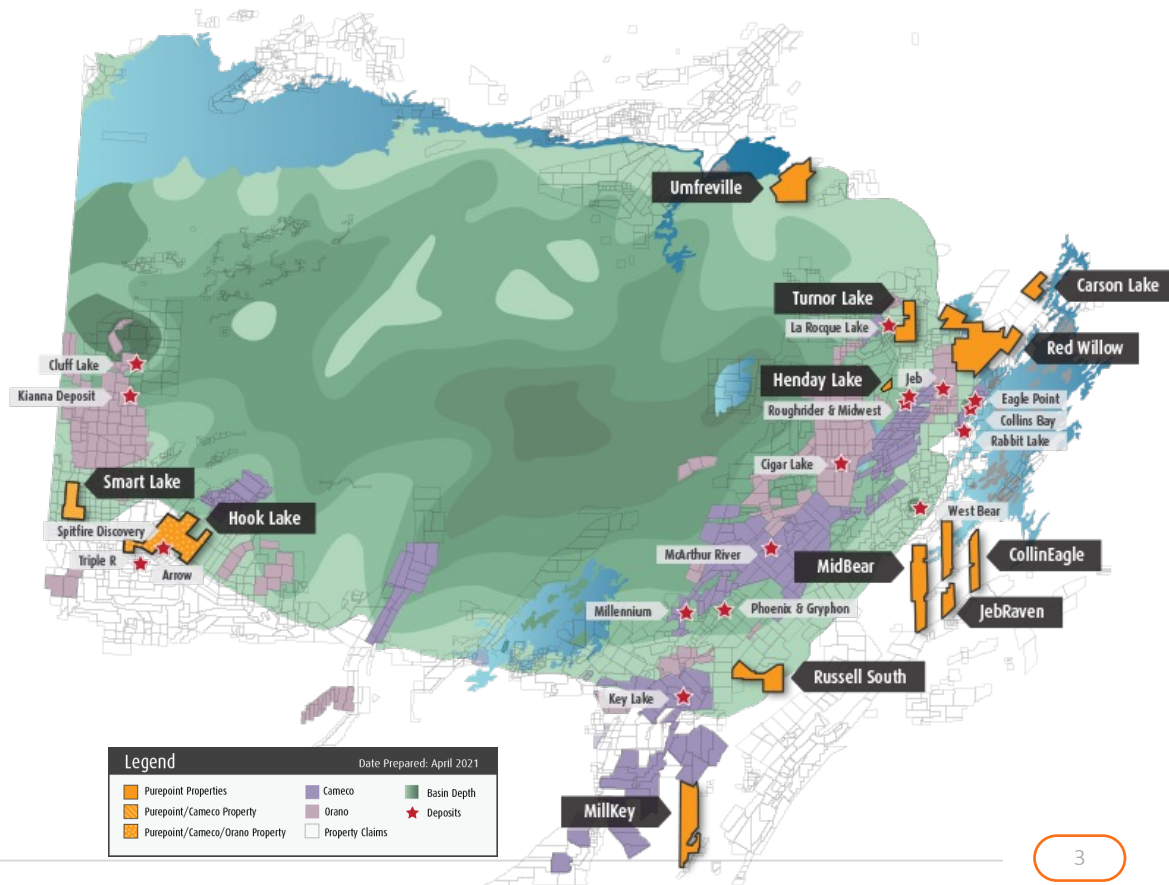 Umfreville
Carson Lake
Turnor Lake
La Rocque Lake
Red Willow
Cluff Lake
Kianna Deposit
Henday Lake
Jeb
Roughrider & Midwest
Eagle Point
Collins Bay
Rabbit Lake
Cigar Lake
Smart Lake
Hook Lake
Spitfire Discovery
Triple R
Arrow
West Bear
McArthur River
MidBear
CollinEagle
Millennium
Phoenix & Gryphon
JebRaven
Russell South
Key Lake
MillKey
Legend
Date Prepared: April 2021
Purepoint Properties
Cameco
Basin Depth
Purepoint/Cameco Property
Orano
Deposits
Purepoint/Cameco/Orano Property
Property Claims
3